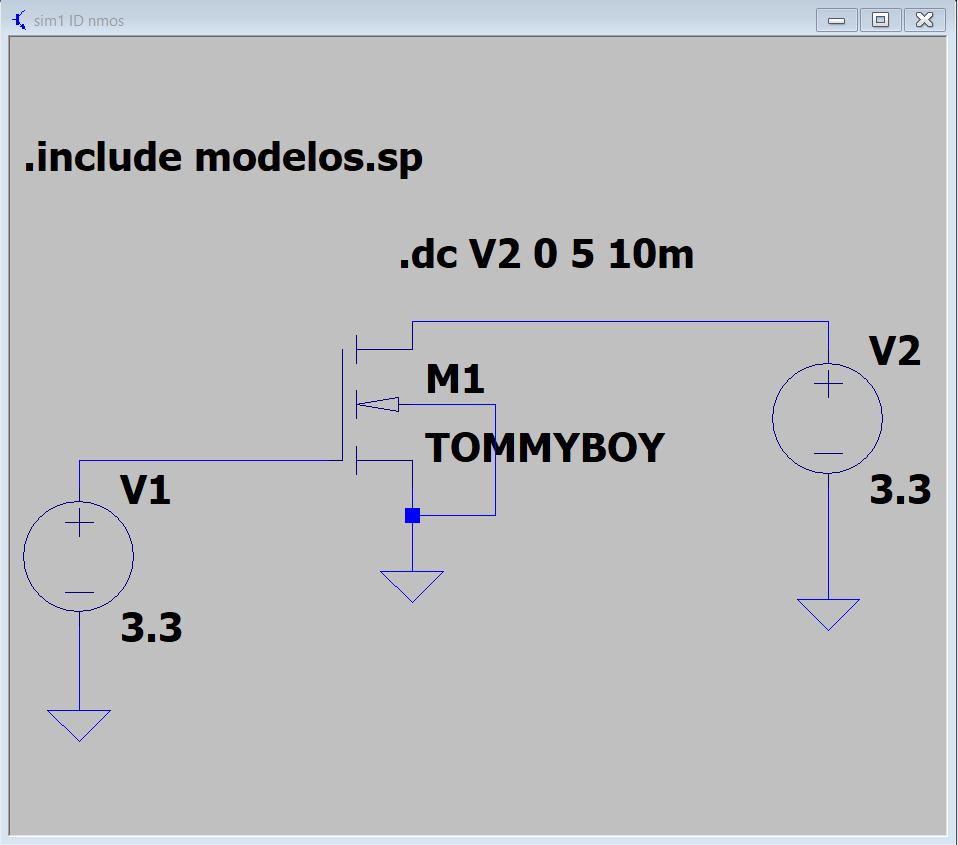 sim1 ID nmos
.include modelos.sp
.dc V2 0 5 10m
V2
M1
TOMMYBOY
V1
3.3
3.3